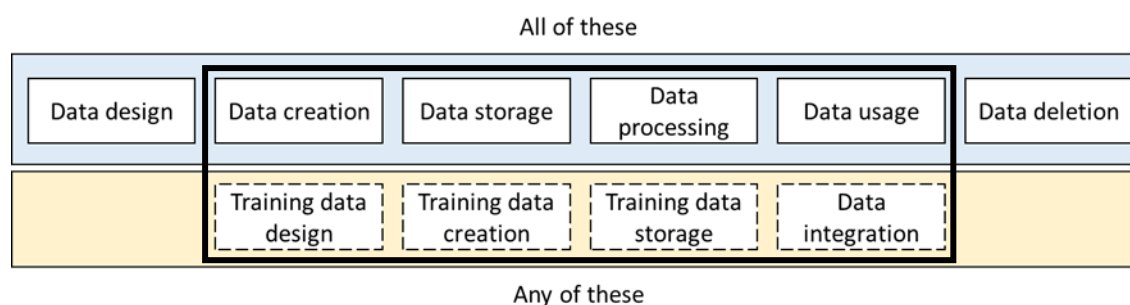 All of these
Data design
Data creation
Data storage
Data
processing
Data usage
Data deletion
Training data
design
Training data
creation
Training data
storage
Data
integration
Any of these